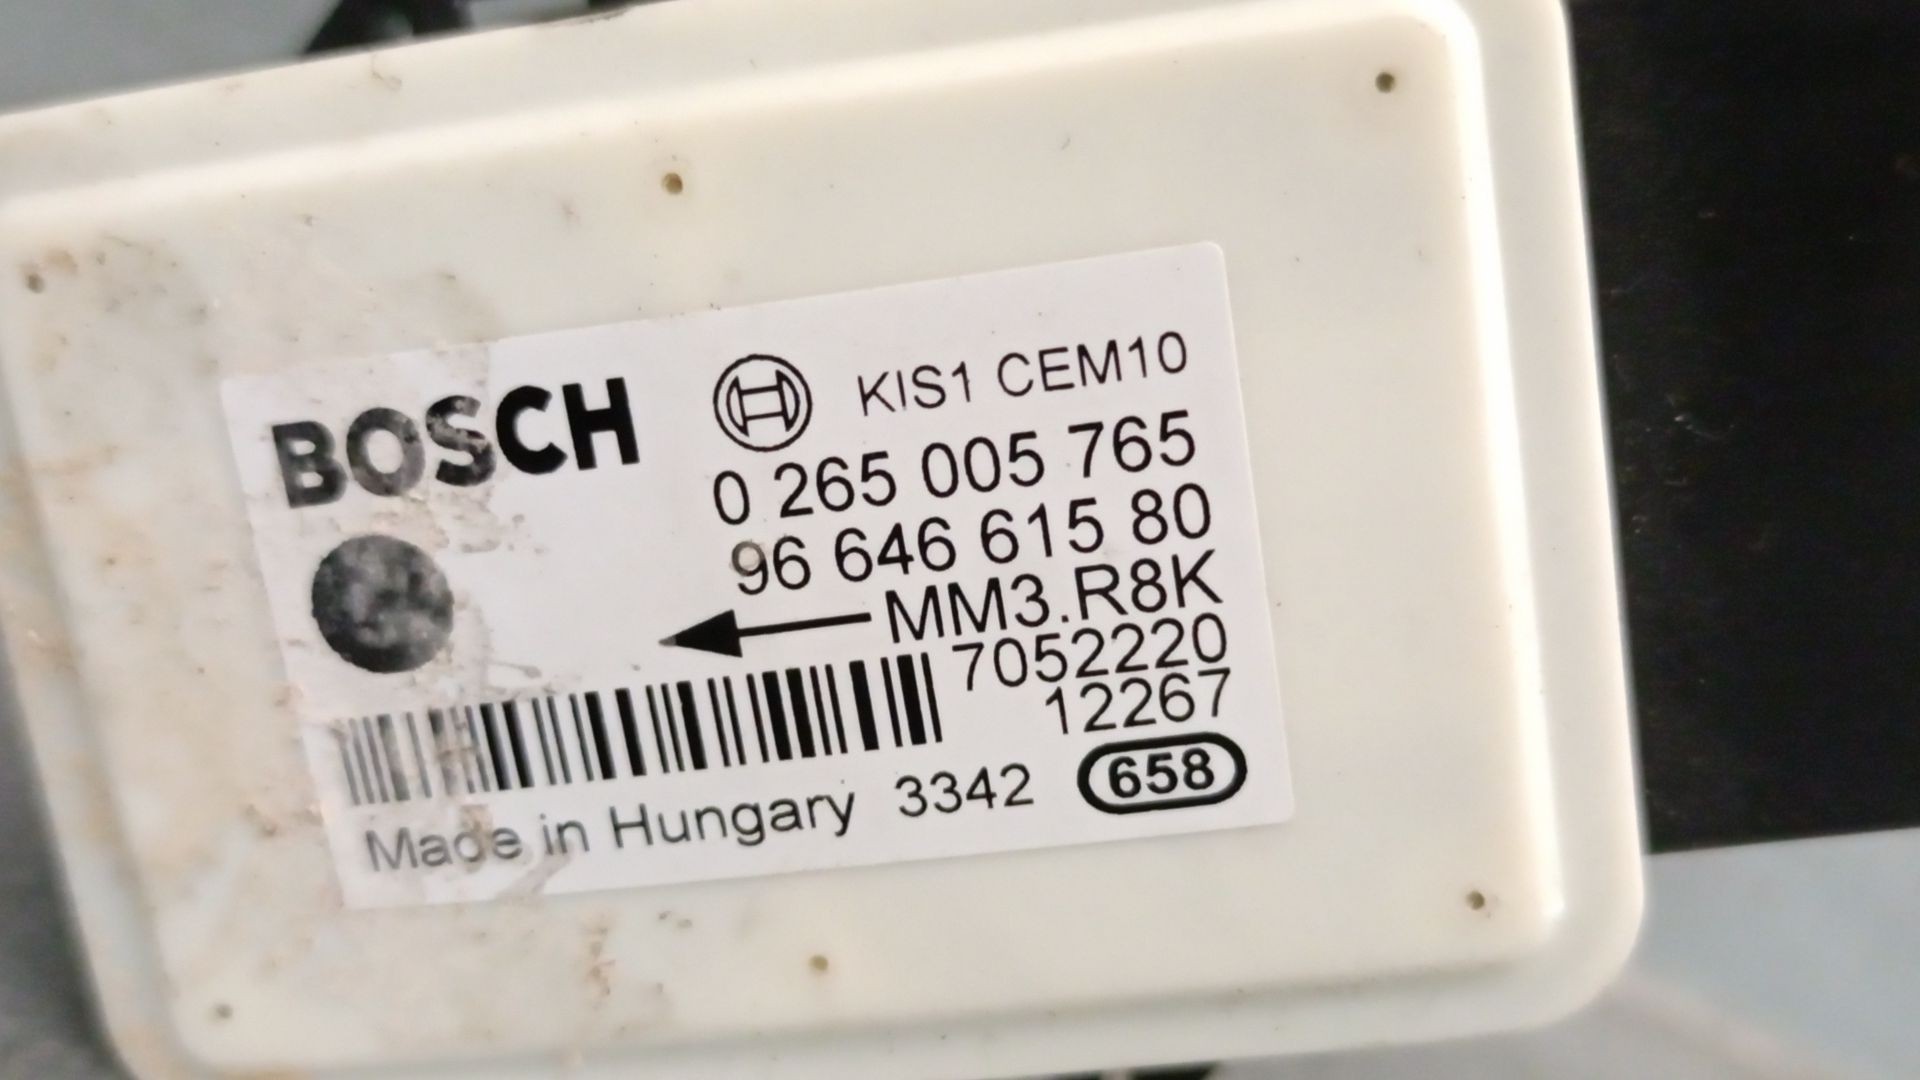 BOSCH KIS1 CEM10
0 265 005 765
96 646 615 80
MM3.R8K
7052220
12267
Made in Hungary 3342 658